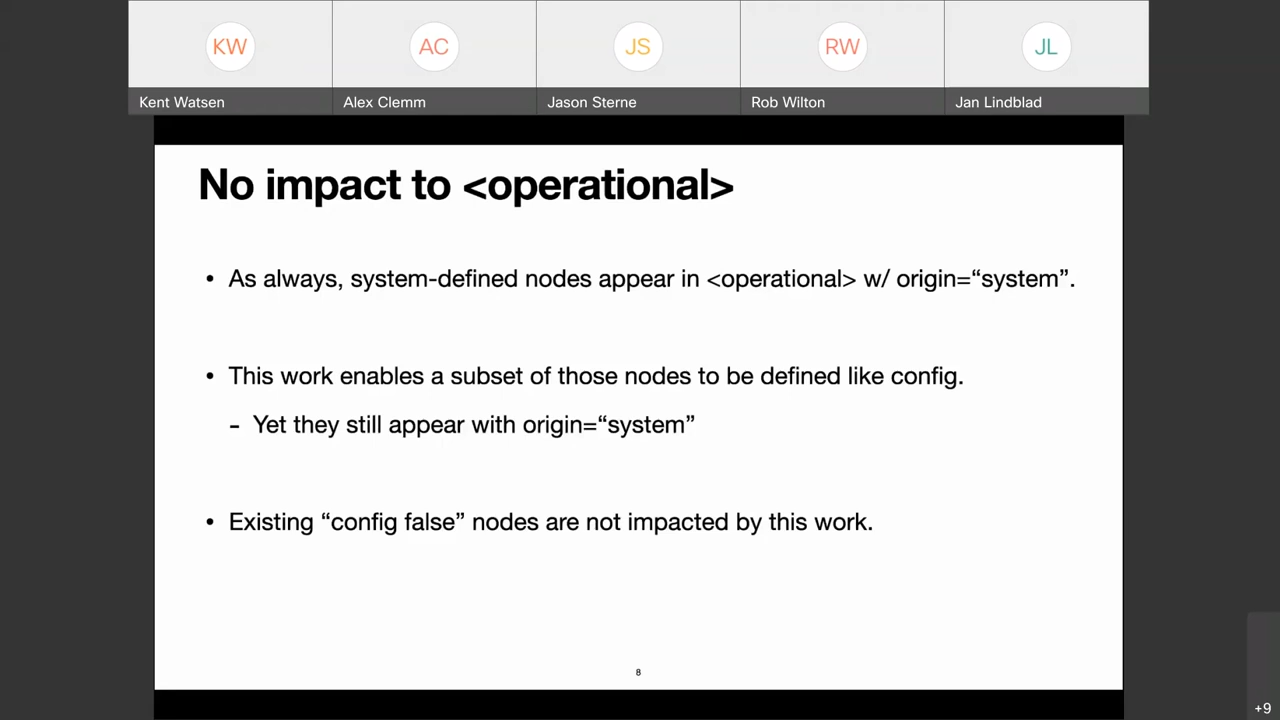 KW
AC
JS
RW
JL
Kent Watsen
Alex Clemm
Jason Sterne
Rob Wilton
Jan Lindblad
No impact to <operational>
• As always, system-defined nodes appear in <operational> w/ origin=“system”.
• This work enables a subset of those nodes to be defined like config.
- Yet they still appear with origin=“system”
• Existing “config false” nodes are not impacted by this work.
8
+9